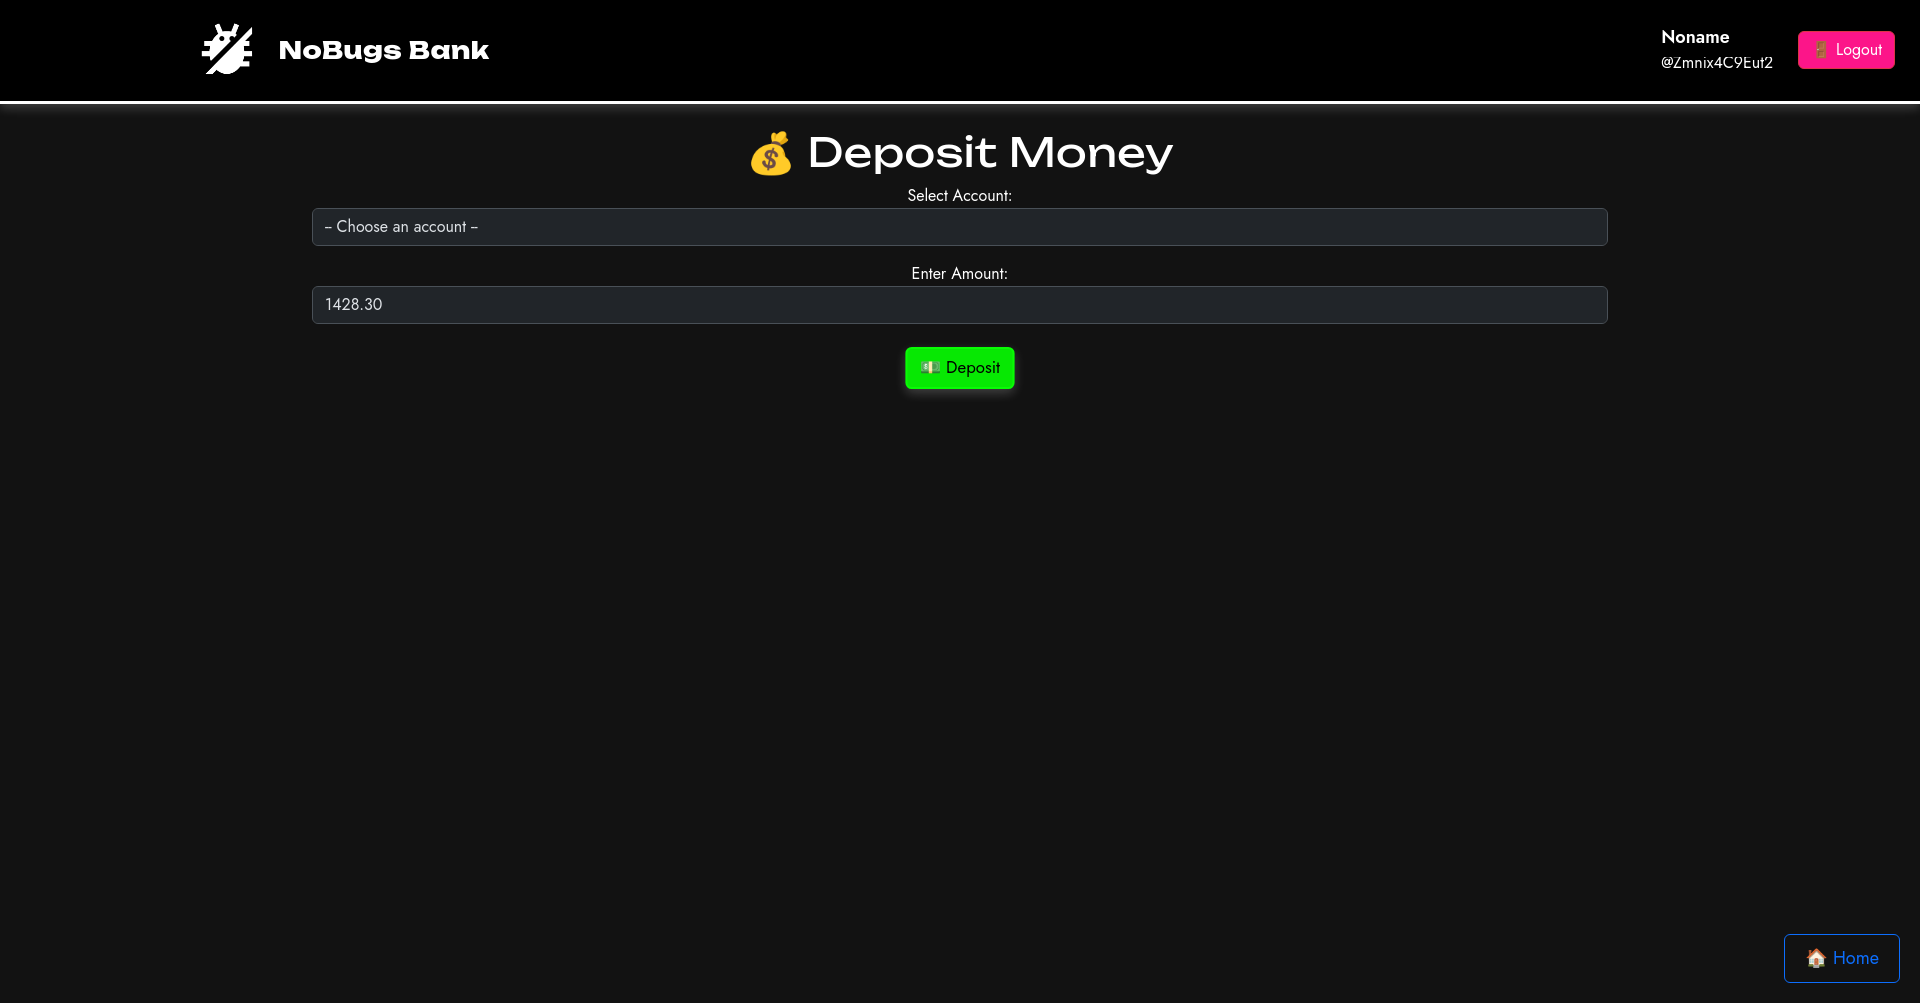 NoBugs Bank
Noname
@Zmnix4C9Eut2
Logout
Deposit Money
Select Account:
-- Choose an account --
Enter Amount:
1428.30
Deposit
Home